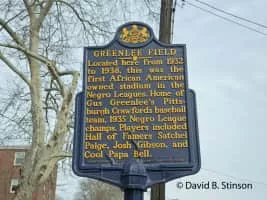 GREENLEE FIELD
Located here from 1932
to 1938, this was the
first African American
owned stadium in the
Negro Leagues. Home of
Gus Greenlee's Pitts-
burgh Crawfords baseball
team, 1935 Negro League
champs. Players included
Hall of Famers Satchel
Paige, Josh Gibson, and
Cool Papa Bell.
© David B. Stinson